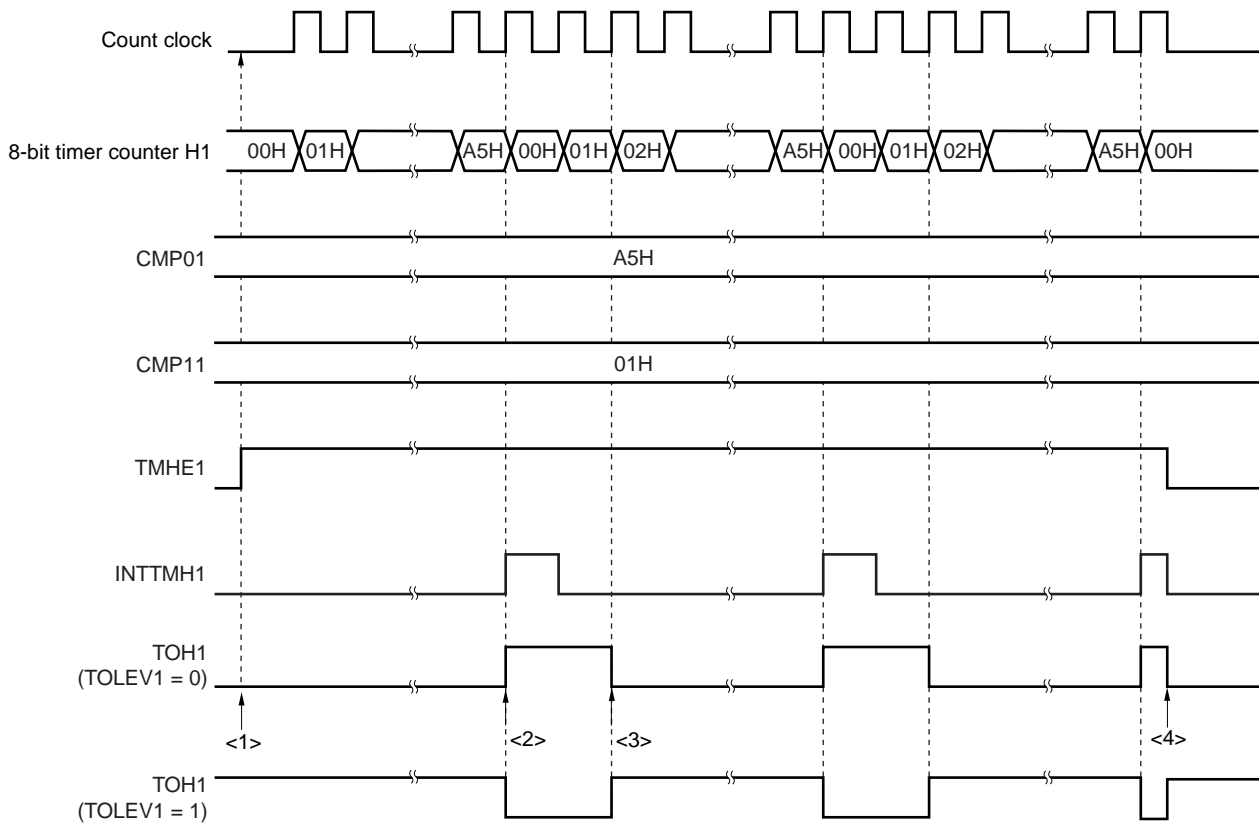 Count clock
8-bit timer counter H1 00H 01H A5H 00H 01H 02H A5H 00H 01H 02H A5H 00H
CMP01 A5H
CMP11 01H
TMHE1
INTTMH1
TOH1
(TOLEV1 = 0)
<1> <2> <3> <4>
TOH1
(TOLEV1 = 1)